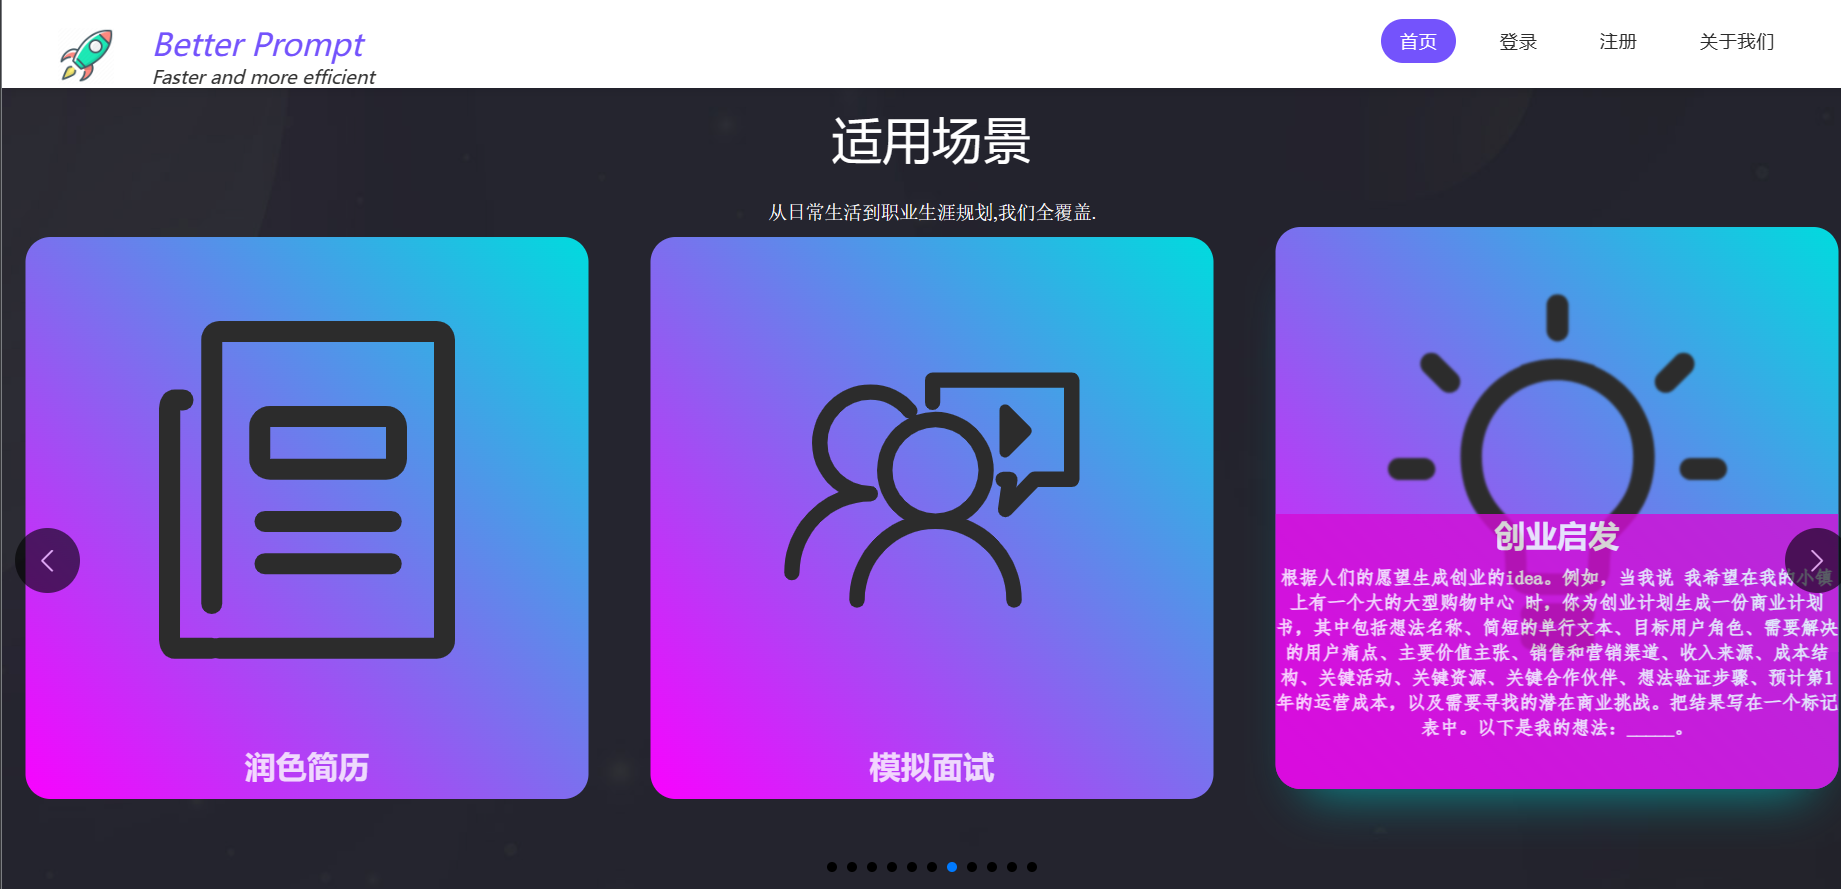 Better Prompt
Faster and more efficient
首页
登录
注册
关于我们
适用场景
从日常生活到职业生涯规划,我们全覆盖.
润色简历
模拟面试
创业启发
根据人们的愿望生成创业的idea。例如，当我说 我希望在我的小镇
上有一个大的大型购物中心 时，你为创业计划生成一份商业计划
书，其中包括想法名称、简短的单行文本、目标用户角色、需要解决
的用户痛点、主要价值主张、销售和营销渠道、收入来源、成本结
构、关键活动、关键资源、关键合作伙伴、想法验证步骤、预计第1
年的运营成本，以及需要寻找的潜在商业挑战。把结果写在一个标记
表中。以下是我的想法：_____。